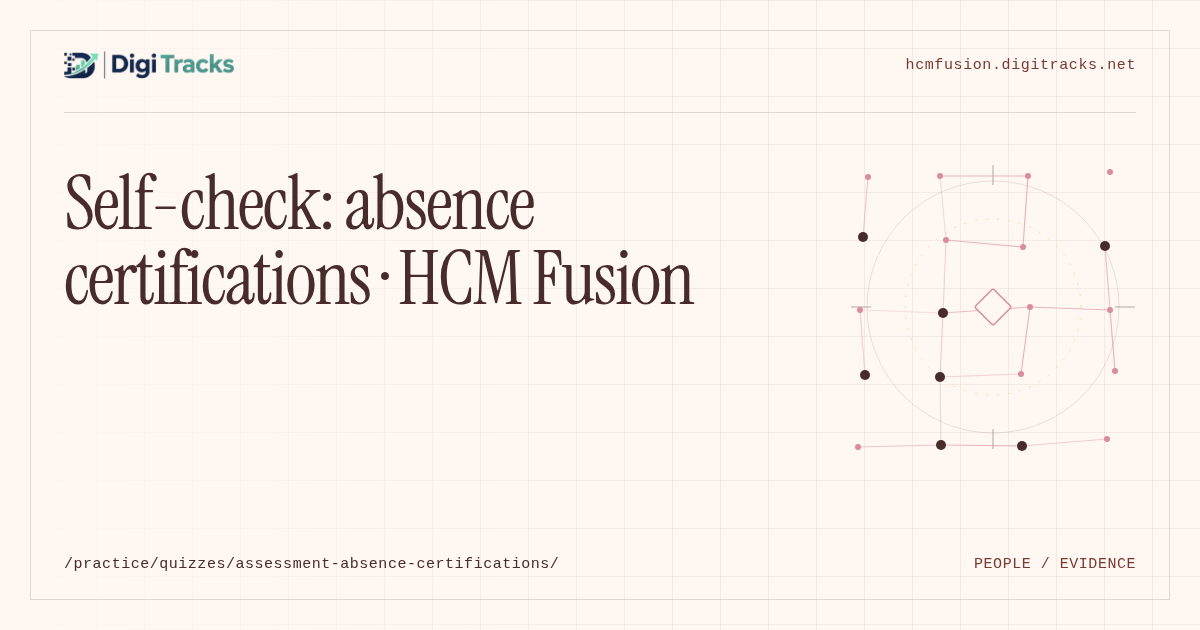 Digi Tracks
hcmfusion.digitracks.net
Self-check: absence
certifications · HCM Fusion
/practice/quizzes/assessment-absence-certifications/
PEOPLE / EVIDENCE